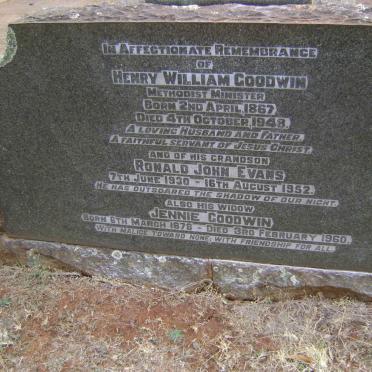 In Affectionate Remembrance
of
Henry William Goodwin
Methodist Minister
Born 2nd April, 1867
Died 4th October, 1948.
A loving Husband and Father,
A faithful servant of Jesus Christ.
and of his grandson
Ronald John Evans
7th June 1930 - 16th August 1952.
He has outsoared the shadow of our night.
also his widow
Jennie Goodwin
Born 6th March 1876 - Died 3rd February 1960.
With malice toward none; with friendship for all